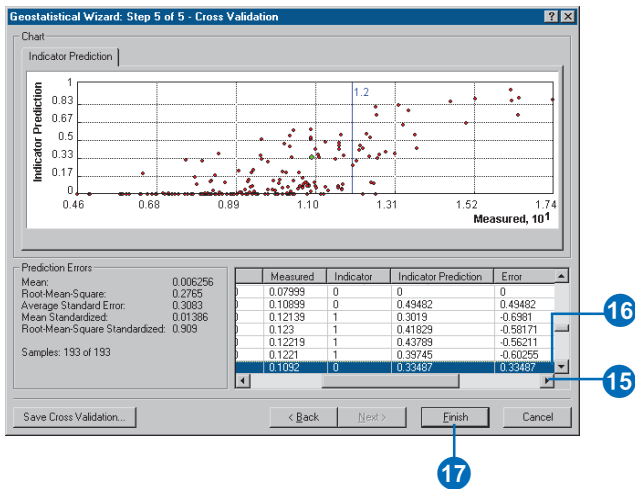 Geostatistical Wizard: Step 5 of 5 - Cross Validation
Chart
Indicator Prediction
Indicator Prediction
1
0.83
0.67
0.5
0.33
0.17
0
1.2
0.46 0.68 0.89 1.10 1.31 1.52 1.74
Measured, 10¹
Prediction Errors
Mean: 0.006256
Root-Mean-Square: 0.2765
Average Standard Error: 0.3083
Mean Standardized: 0.01386
Root-Mean-Square Standardized: 0.909
Samples: 193 of 193
Measured Indicator Indicator Prediction Error
0.07999 0 0 0
0.10899 0 0.49482 0.49482
0.12139 1 0.3019 -0.6981
0.123 1 0.41829 -0.58171
0.12219 1 0.43789 -0.56211
0.1221 1 0.39745 -0.60255
0.1092 0 0.33487 0.33487
16
15
Save Cross Validation...
< Back
Next >
Finish
Cancel
17